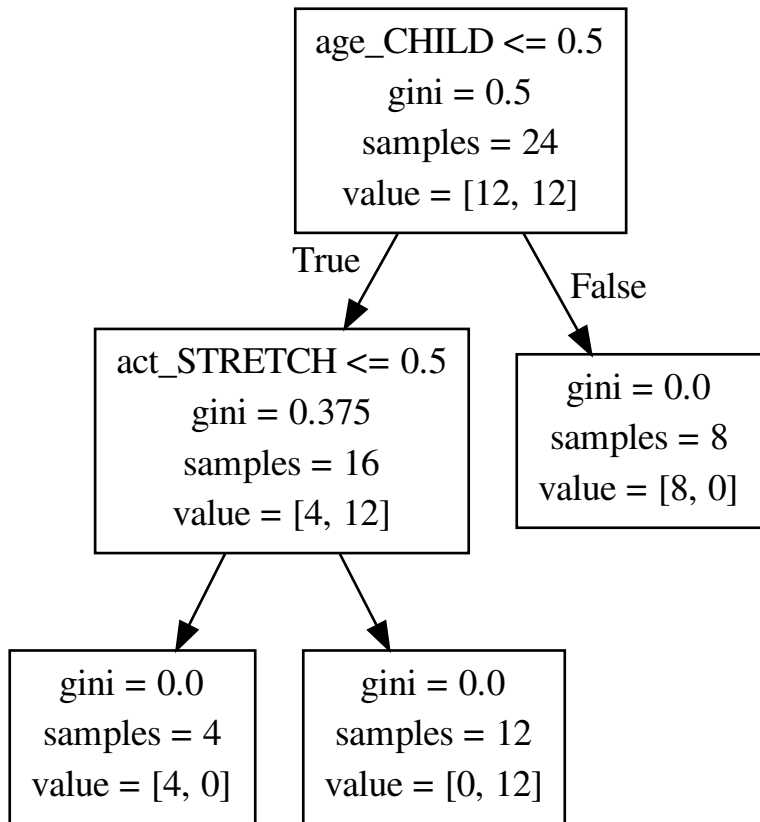 age_CHILD <= 0.5
gini = 0.5
samples = 24
value = [12, 12]
True
False
act_STRETCH <= 0.5
gini = 0.375
samples = 16
value = [4, 12]
gini = 0.0
samples = 8
value = [8, 0]
gini = 0.0
samples = 4
value = [4, 0]
gini = 0.0
samples = 12
value = [0, 12]